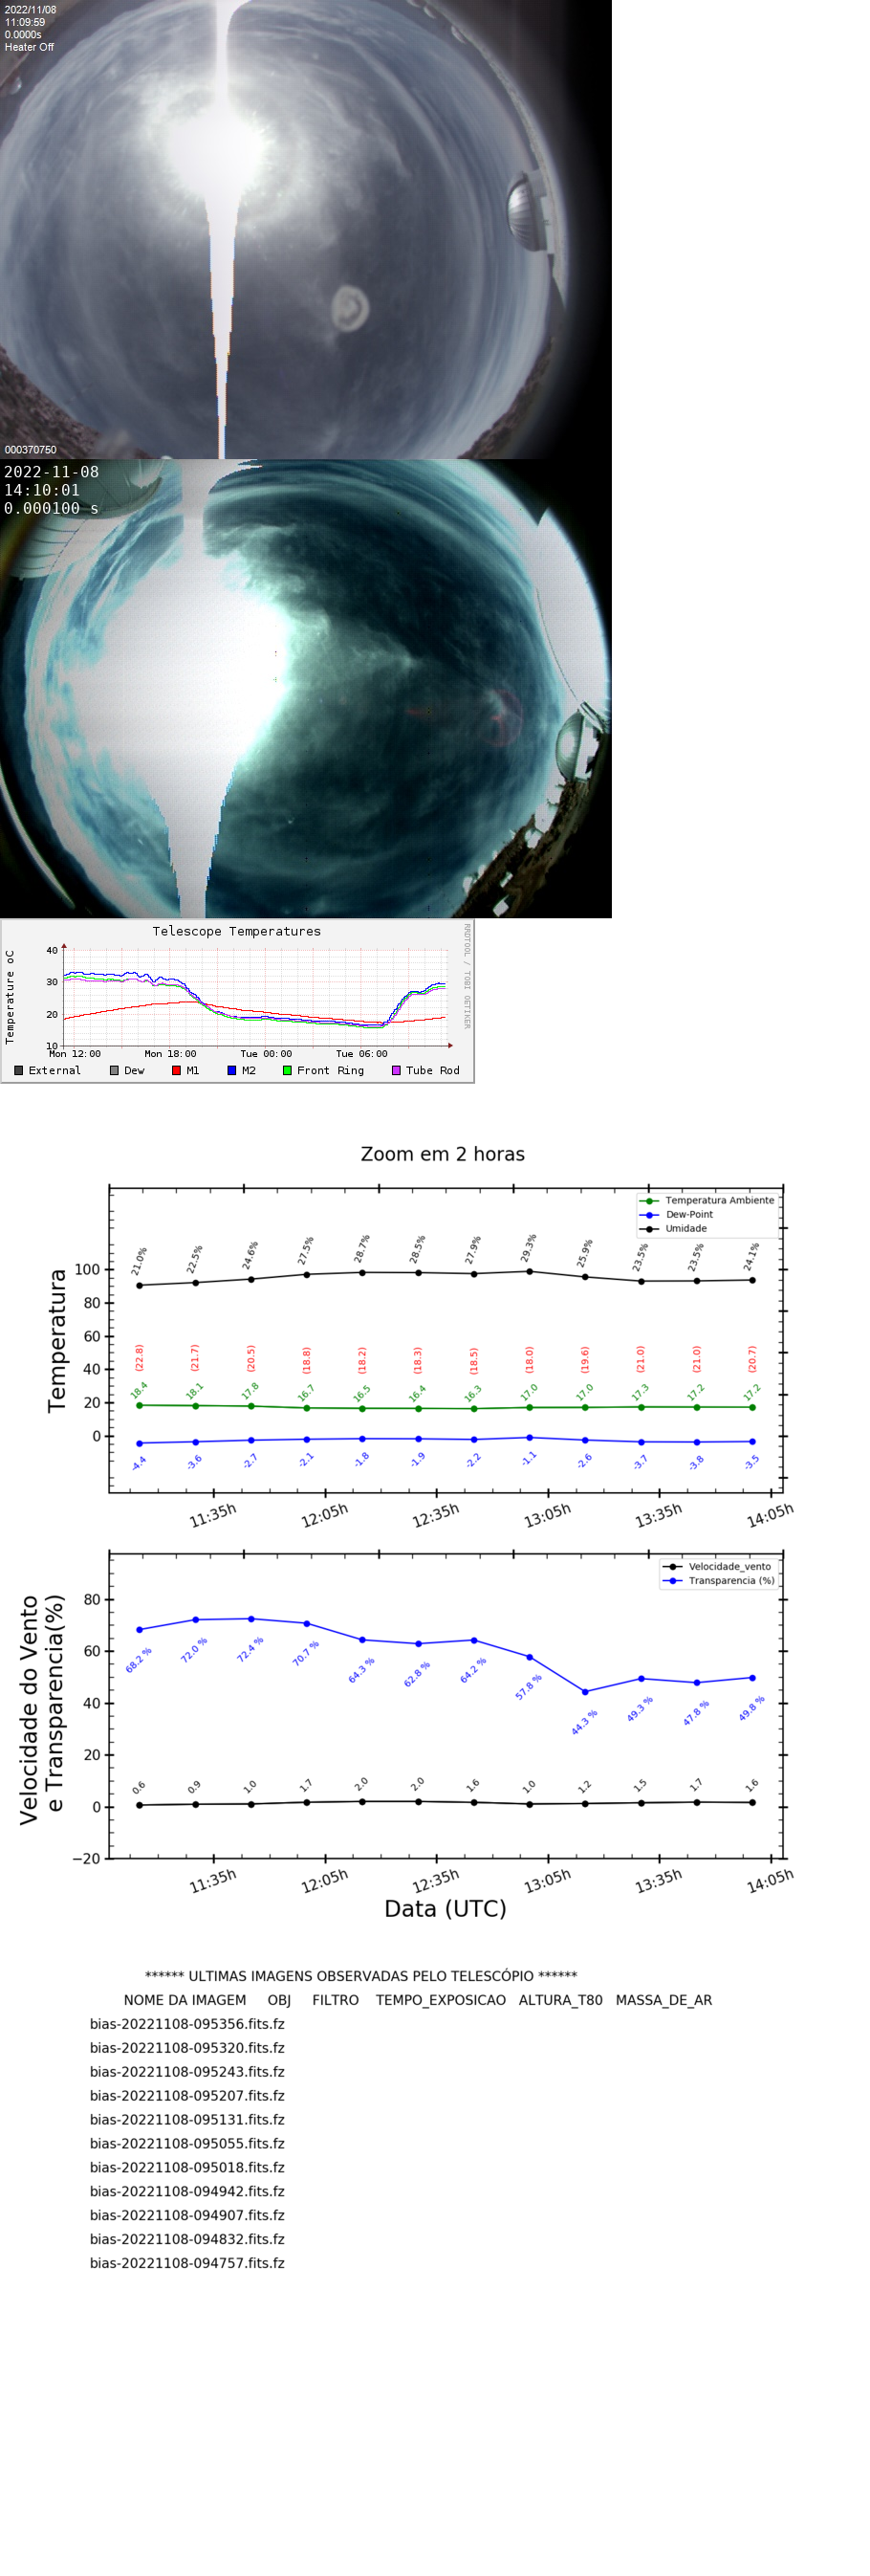 2022/11/08
11:09:59
0.0000s
Heater Off
000370750
2022-11-08
14:10:01
0.000100 s
Telescope Temperatures
RRDTOOL / TOBI OETIKER
Temperature oC
40
30
20
10
Mon 12:00 Mon 18:00 Tue 00:00 Tue 06:00
External Dew M1 M2 Front Ring Tube Rod
Zoom em 2 horas
Temperatura Ambiente
Dew-Point
Umidade
Temperatura
100
80
60
40
20
0
21.0% 22.5% 24.6% 27.5% 28.7% 28.5% 27.9% 29.3% 25.9% 23.5% 23.5% 24.1%
(22.8) (21.7) (20.5) (18.8) (18.2) (18.3) (18.5) (18.0) (19.6) (21.0) (21.0) (20.7)
18.4 18.1 17.8 16.7 16.5 16.4 16.3 17.0 17.0 17.3 17.2 17.2
-4.4 -3.6 -2.7 -2.1 -1.8 -1.9 -2.2 -1.1 -2.6 -3.7 -3.8 -3.5
11:35h 12:05h 12:35h 13:05h 13:35h 14:05h
Velocidade_vento
Transparencia (%)
Velocidade do Vento
e Transparencia(%)
80
60
40
20
0
−20
68.2 % 72.0 % 72.4 % 70.7 % 64.3 % 62.8 % 64.2 % 57.8 % 44.3 % 49.3 % 47.8 % 49.8 %
0.6 0.9 1.0 1.7 2.0 2.0 1.6 1.0 1.2 1.5 1.7 1.6
11:35h 12:05h 12:35h 13:05h 13:35h 14:05h
Data (UTC)
****** ULTIMAS IMAGENS OBSERVADAS PELO TELESCÓPIO ******
NOME DA IMAGEM OBJ FILTRO TEMPO_EXPOSICAO ALTURA_T80 MASSA_DE_AR
bias-20221108-095356.fits.fz
bias-20221108-095320.fits.fz
bias-20221108-095243.fits.fz
bias-20221108-095207.fits.fz
bias-20221108-095131.fits.fz
bias-20221108-095055.fits.fz
bias-20221108-095018.fits.fz
bias-20221108-094942.fits.fz
bias-20221108-094907.fits.fz
bias-20221108-094832.fits.fz
bias-20221108-094757.fits.fz